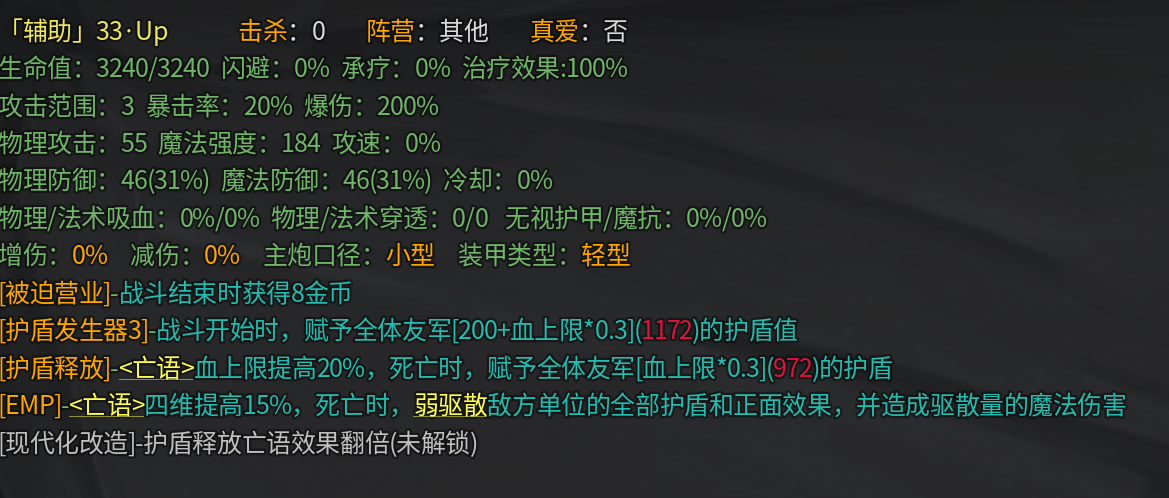 「辅助」33·Up 击杀：0 阵营：其他 真爱：否
生命值：3240/3240 闪避：0% 承疗：0% 治疗效果:100%
攻击范围：3 暴击率：20% 爆伤：200%
物理攻击：55 魔法强度：184 攻速：0%
物理防御：46(31%) 魔法防御：46(31%) 冷却：0%
物理/法术吸血：0%/0% 物理/法术穿透：0/0 无视护甲/魔抗：0%/0%
增伤：0% 减伤：0% 主炮口径：小型 装甲类型：轻型
[被迫营业]-战斗结束时获得8金币
[护盾发生器3]-战斗开始时，赋予全体友军[200+血上限*0.3](1172)的护盾值
[护盾释放]-<亡语>血上限提高20%，死亡时，赋予全体友军[血上限*0.3](972)的护盾
[EMP]-<亡语>四维提高15%，死亡时，弱驱散敌方单位的全部护盾和正面效果，并造成驱散量的魔法伤害
[现代化改造]-护盾释放亡语效果翻倍(未解锁)